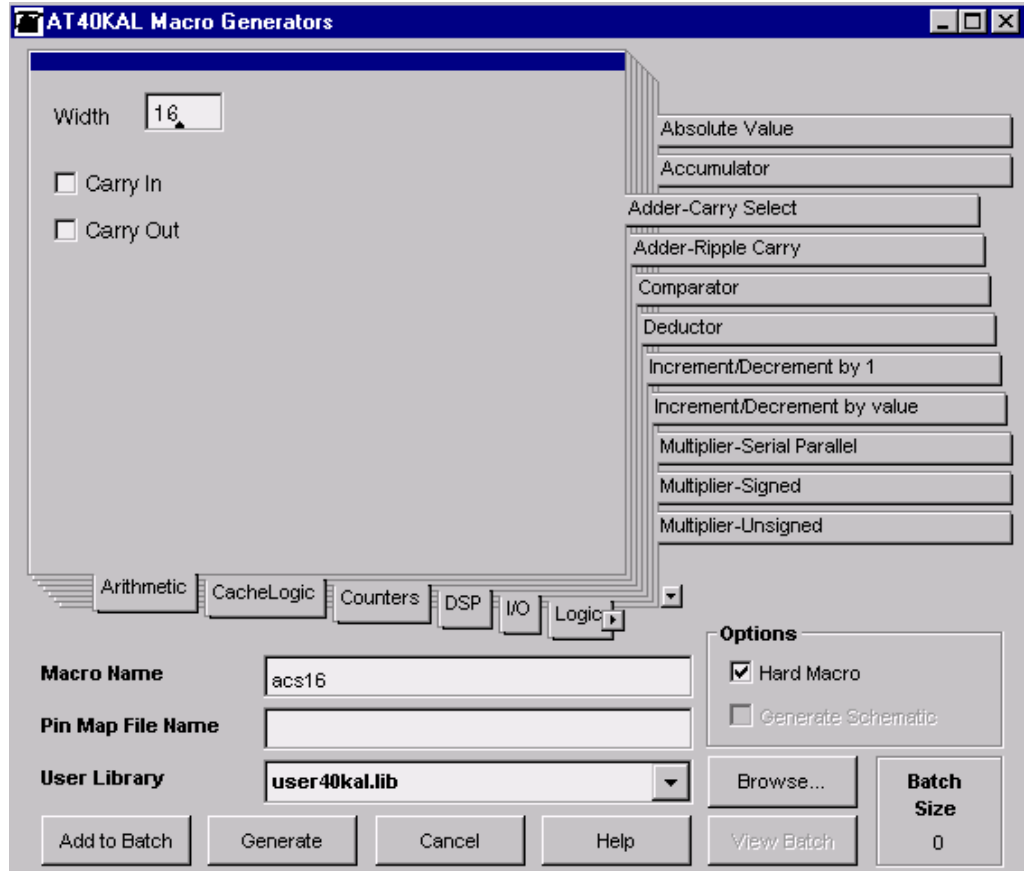 AT40KAL Macro Generators
Width 16
Carry In
Carry Out
Absolute Value
Accumulator
Adder-Carry Select
Adder-Ripple Carry
Comparator
Deductor
Increment/Decrement by 1
Increment/Decrement by value
Multiplier-Serial Parallel
Multiplier-Signed
Multiplier-Unsigned
Arithmetic CacheLogic Counters DSP I/O Logic
Macro Name acs16
Pin Map File Name
User Library user40kal.lib
Options
Hard Macro
Generate Schematic
Browse...
Batch
Size
0
Add to Batch Generate Cancel Help View Batch